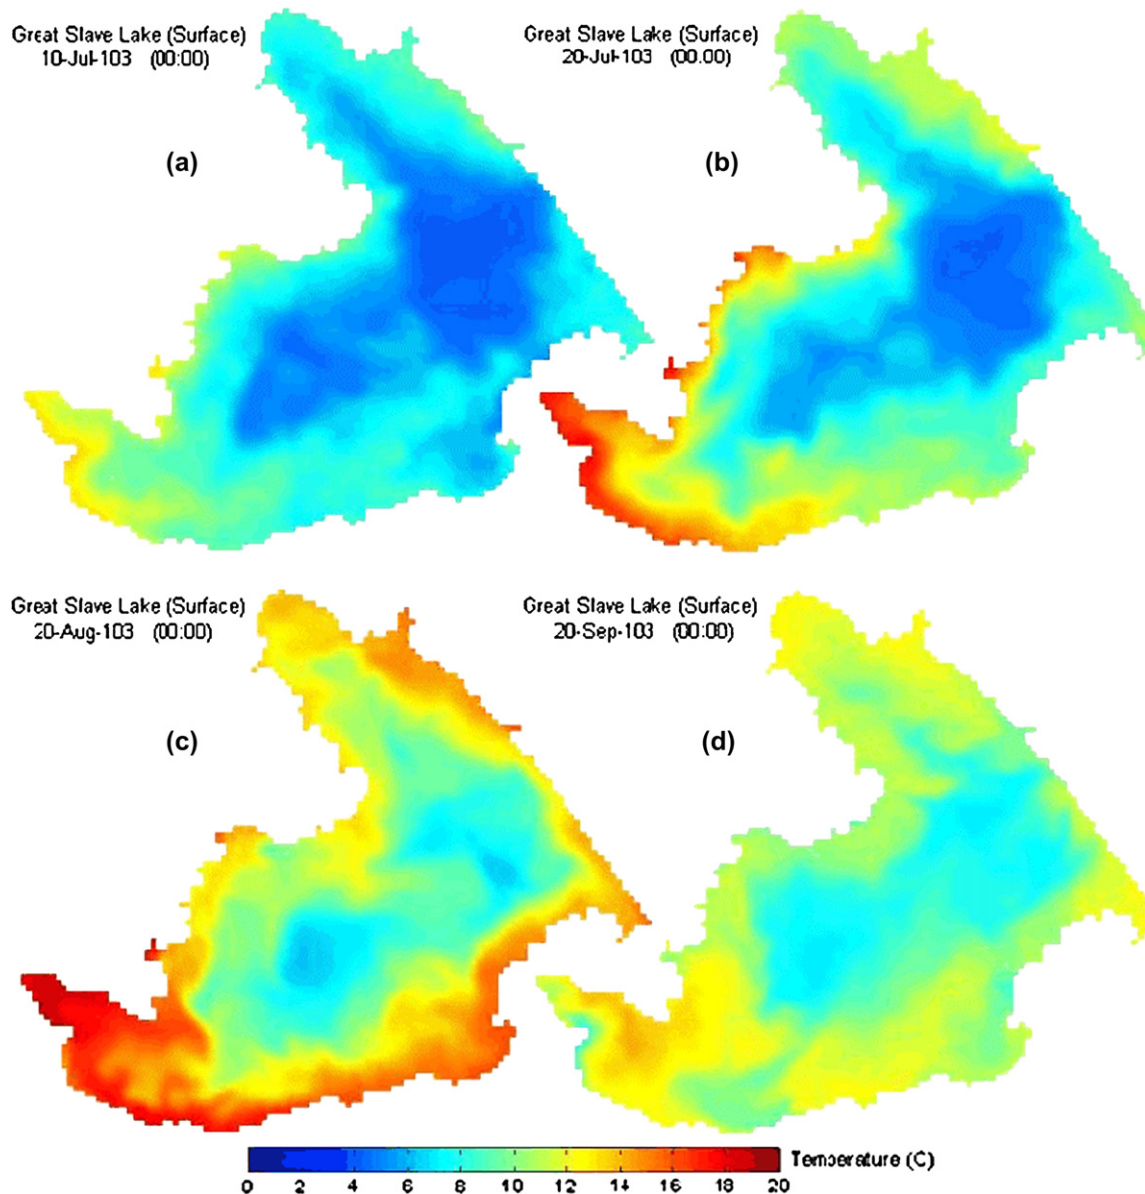 Great Slave Lake (Surface)
10-Jul-103 (00:00)
(a)
Great Slave Lake (Surface)
20-Jul-103 (00:00)
(b)
Great Slave Lake (Surface)
20-Aug-103 (00:00)
(c)
Great Slave Lake (Surface)
20-Sep-103 (00:00)
(d)
Temperature (C)
0 2 4 6 8 10 12 14 16 18 20